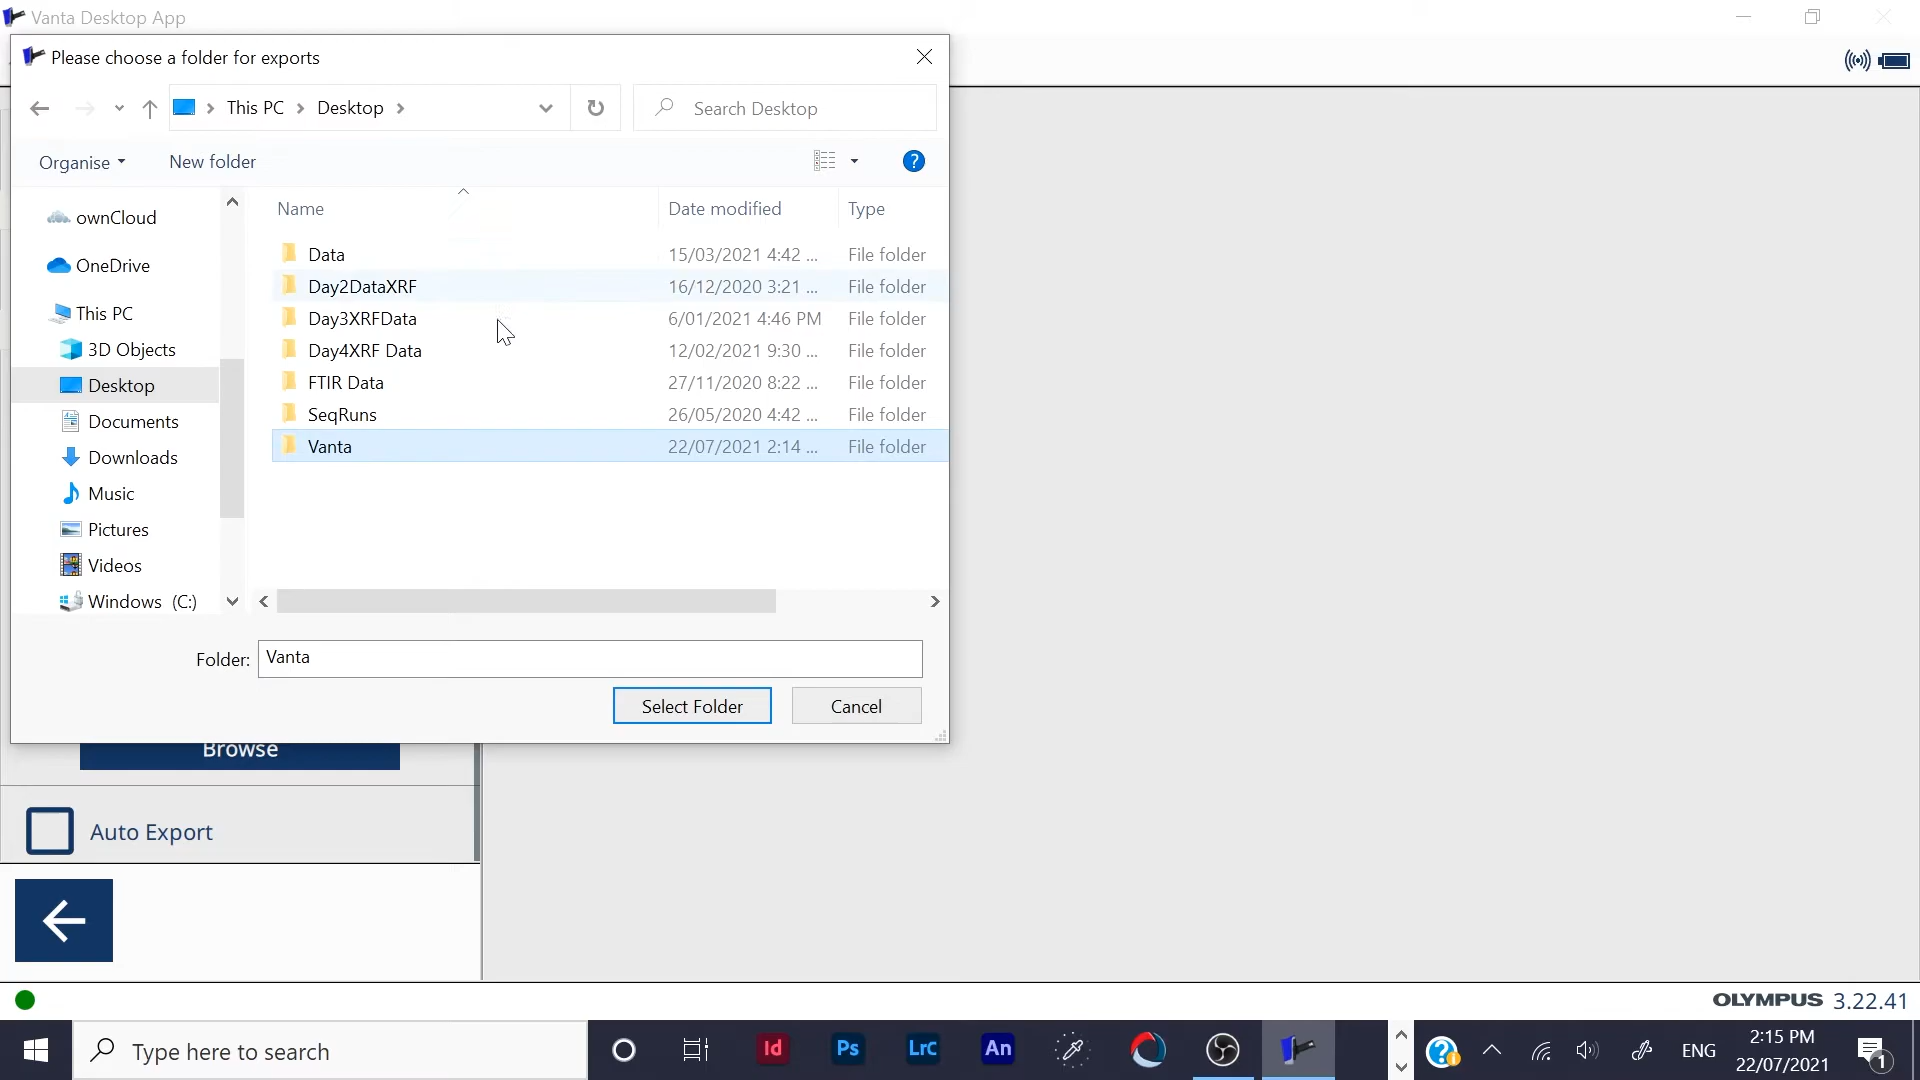 Vanta Desktop App
Please choose a folder for exports
This PC Desktop
Search Desktop
Organise New folder ?
Name Date modified Type
ownCloud
OneDrive
This PC
3D Objects
Desktop
Documents
Downloads
Music
Pictures
Videos
Windows (C:)
Data 15/03/2021 4:42 ... File folder
Day2DataXRF 16/12/2020 3:21 ... File folder
Day3XRFData 6/01/2021 4:46 PM File folder
Day4XRF Data 12/02/2021 9:30 ... File folder
FTIR Data 27/11/2020 8:22 ... File folder
SeqRuns 26/05/2020 4:42 ... File folder
Vanta 22/07/2021 2:14 ... File folder
Folder: Vanta
Select Folder Cancel
Browse
Auto Export
OLYMPUS 3.22.41
Type here to search
Id Ps LrC An ? ENG
2:15 PM
22/07/2021
1